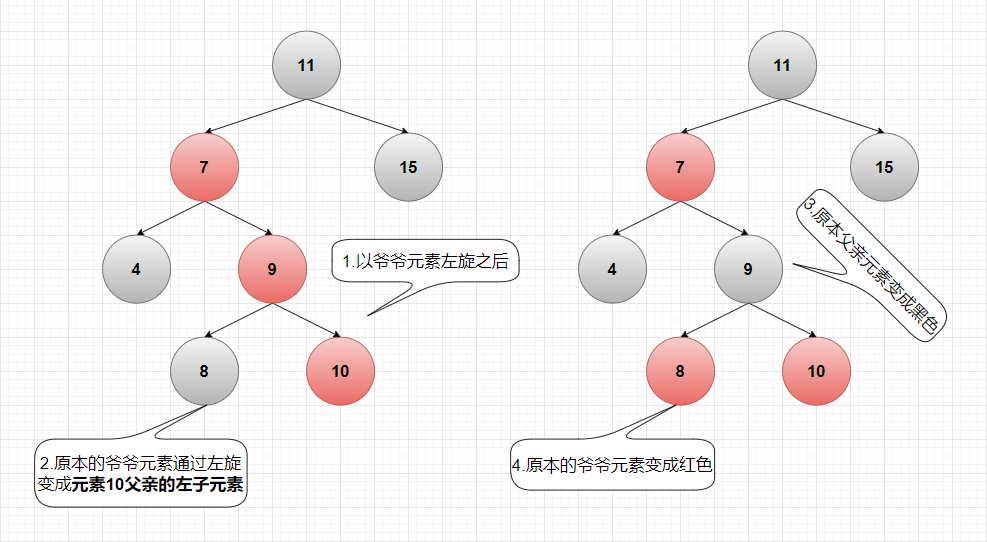 11
11
7
15
7
15
3.原本父亲元素变成黑色
4
9
1.以爷爷元素左旋之后
4
9
8
10
8
10
2.原本的爷爷元素通过左旋
变成元素10父亲的左子元素
4.原本的爷爷元素变成红色